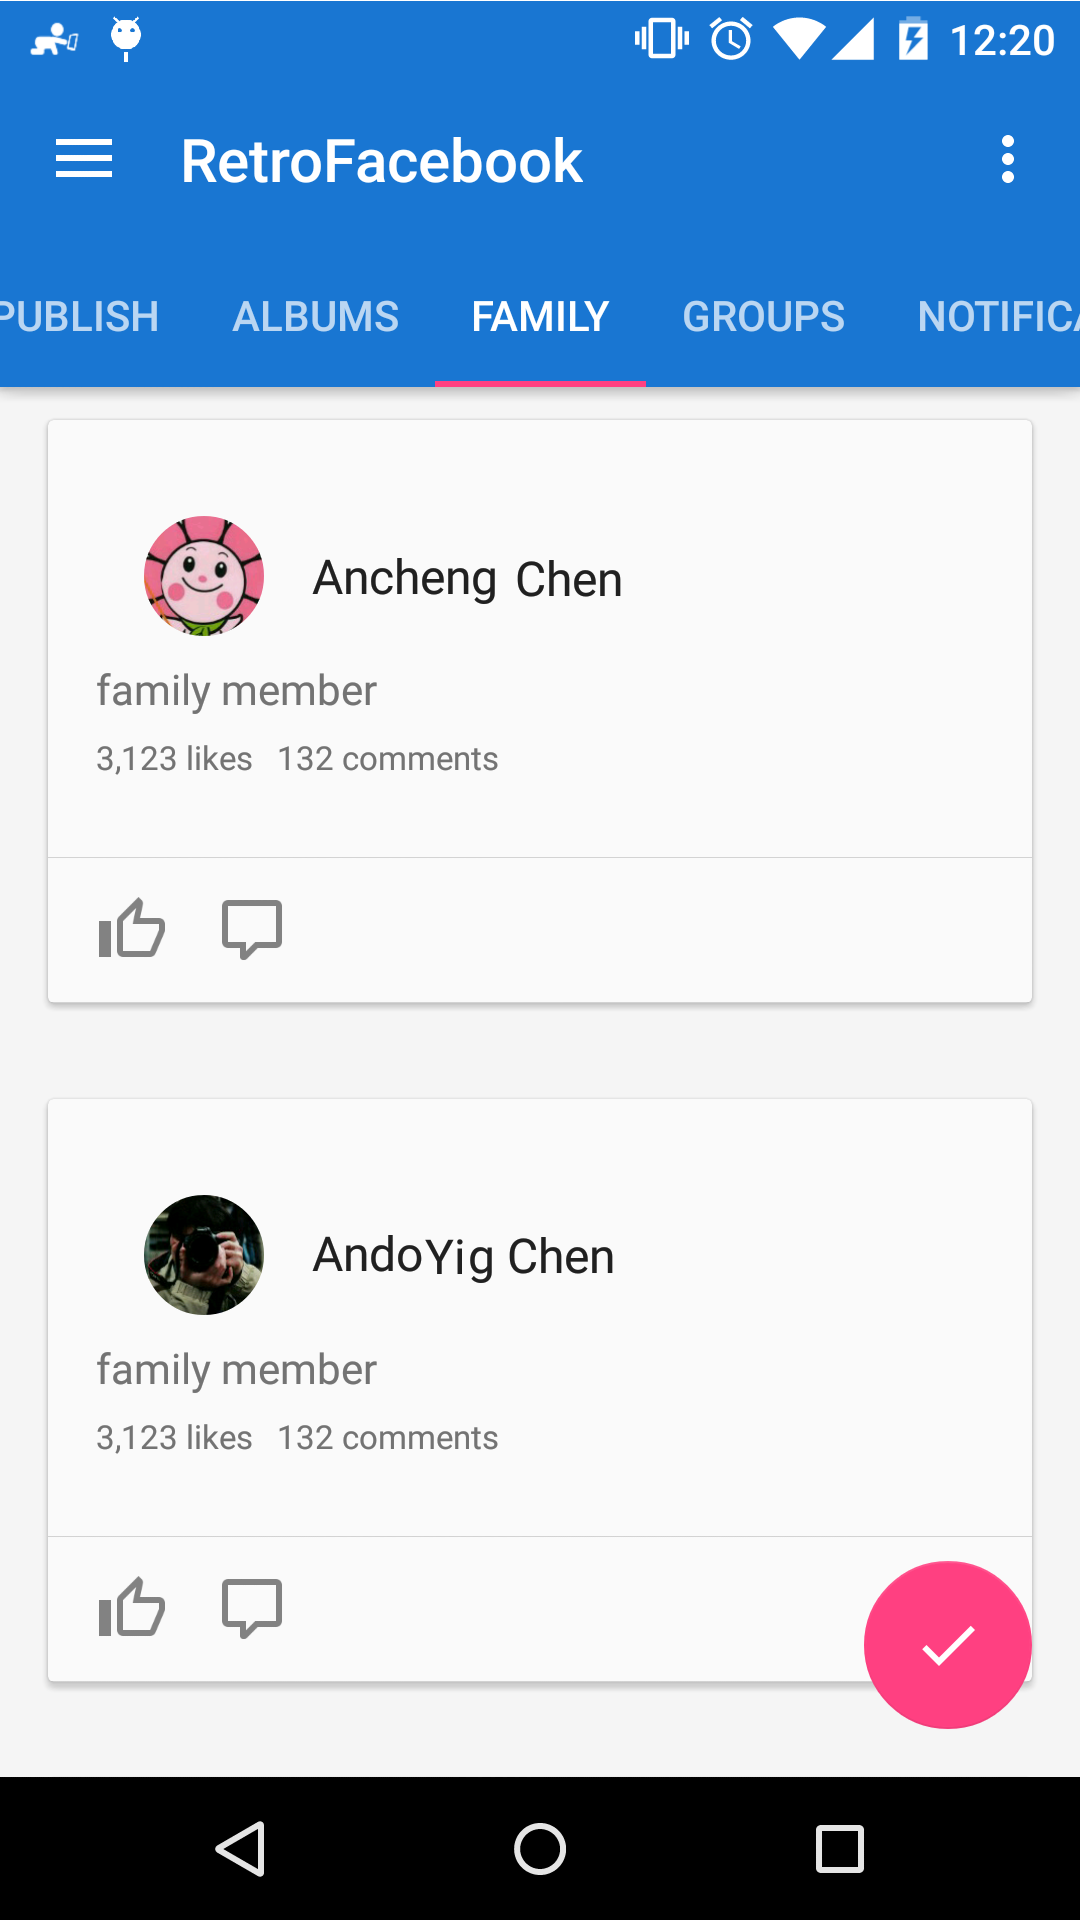 12:20
RetroFacebook
PUBLISH ALBUMS FAMILY GROUPS NOTIFICA
Ancheng Chen
family member
3,123 likes 132 comments
AndoYig Chen
family member
3,123 likes 132 comments